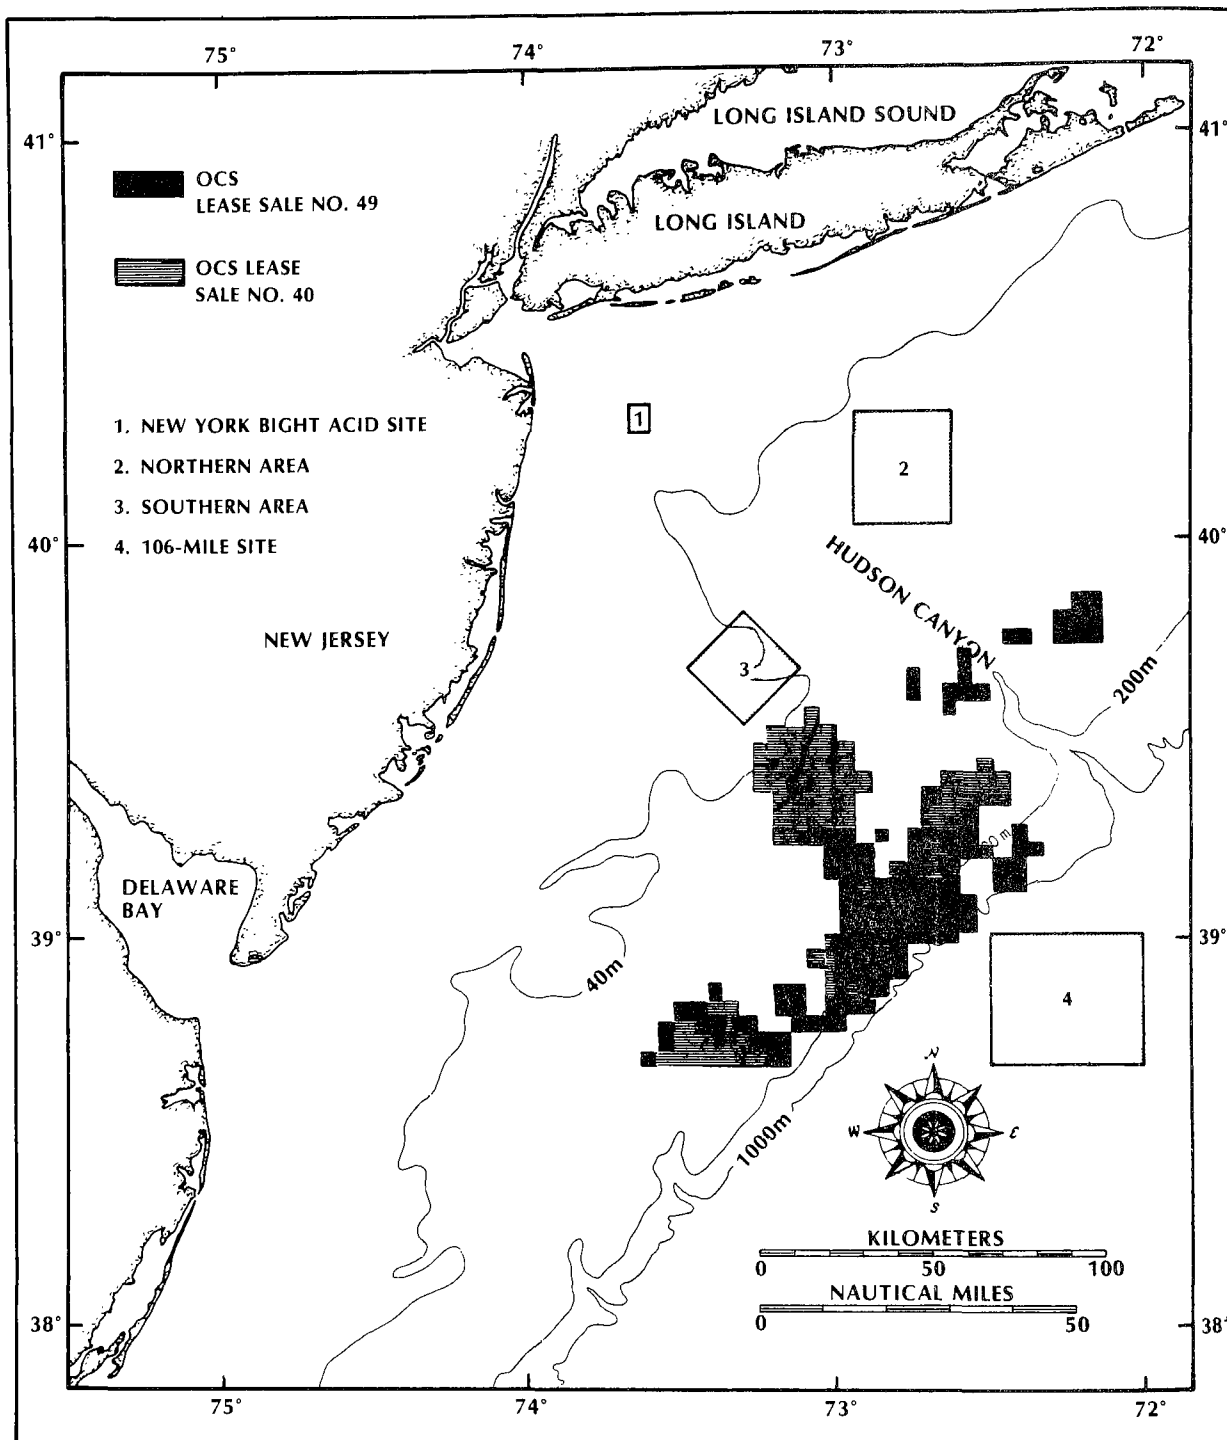 75°
74°
73°
72°
41°
41°
LONG ISLAND SOUND
OCS
LEASE SALE NO. 49
LONG ISLAND
OCS LEASE
SALE NO. 40
1. NEW YORK BIGHT ACID SITE
2. NORTHERN AREA
3. SOUTHERN AREA
4. 106-MILE SITE
1
2
40°
40°
HUDSON CANYON
NEW JERSEY
3
200m
DELAWARE
BAY
39°
39°
40m
4
N
W
E
S
1000m
KILOMETERS
0
50
100
NAUTICAL MILES
0
50
38°
38°
75°
74°
73°
72°